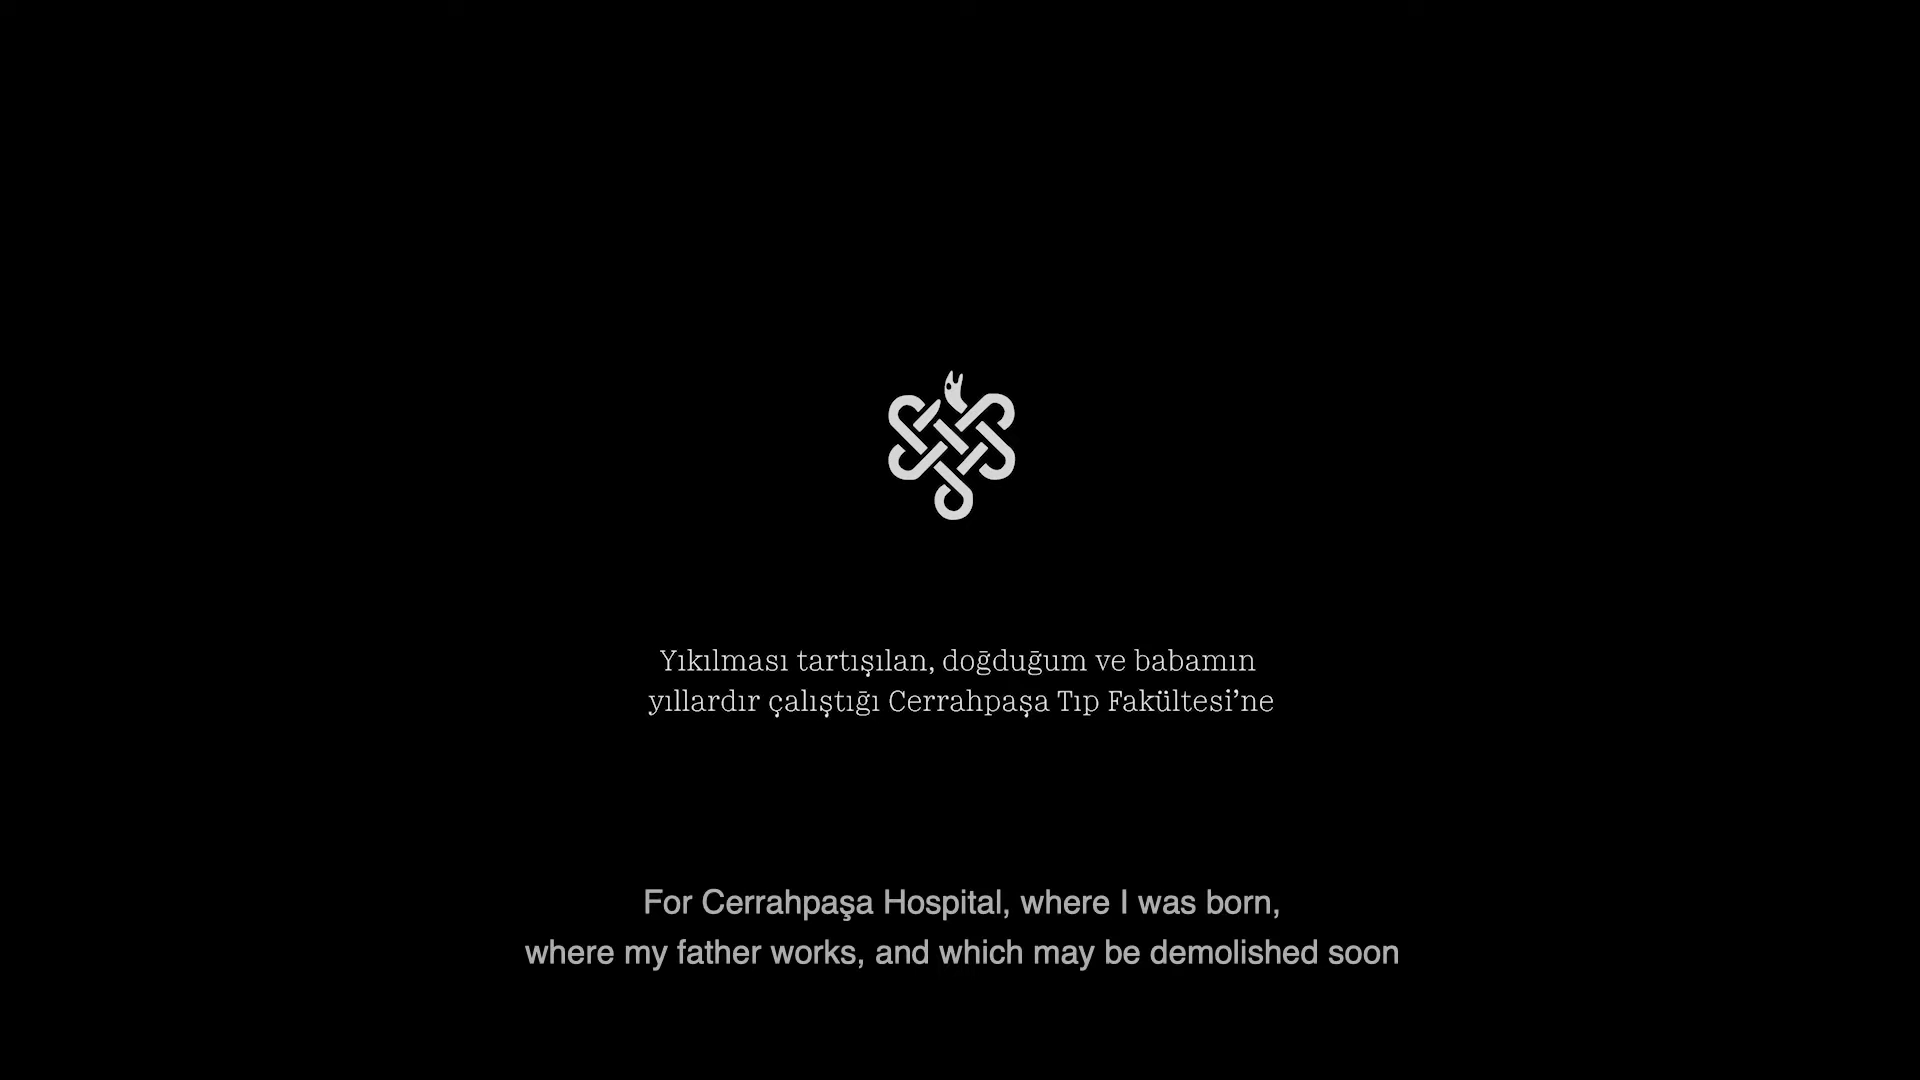 Yıkılması tartışılan, doğduğum ve babamın
yıllardır çalıştığı Cerrahpaşa Tıp Fakültesi’ne
For Cerrahpaşa Hospital, where I was born,
where my father works, and which may be demolished soon